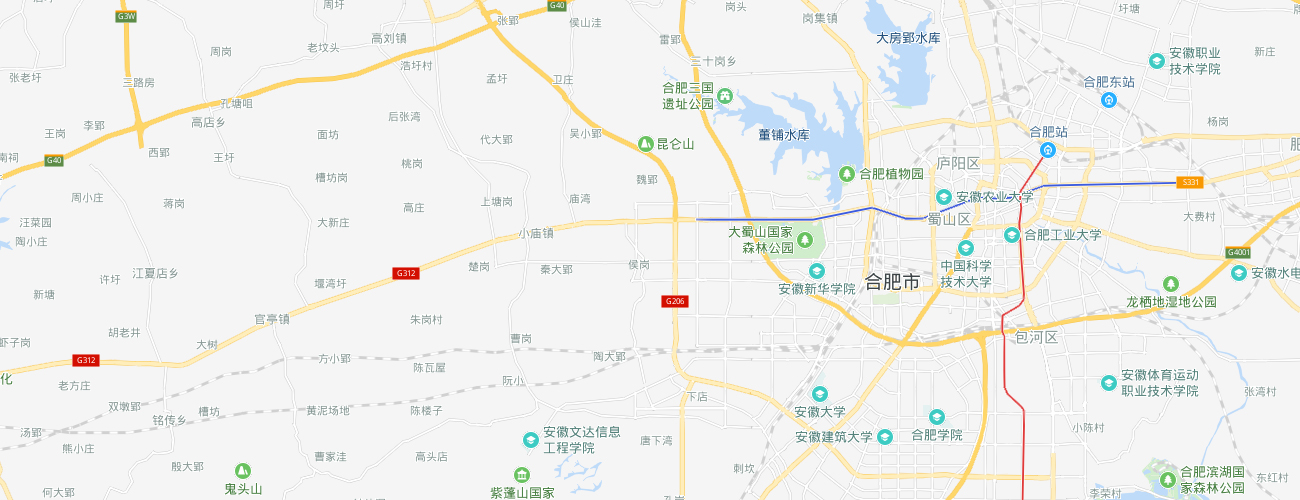 周圩
岗头
圩塘
G40
G3W
张郢
侯山洼
岗集镇
高刘镇
雷郢
大房郢水库
老坟头
周岗
新庄
安徽职业
技术学院
三十岗乡
浩圩村
张老圩
三路房
孟圩
卫庄
合肥东站
合肥三国
遗址公园
孔塘咀
后张湾
杨岗
高店乡
李郢
王岗
面坊
代大郢
吴小郢
董铺水库
合肥站
昆仑山
西郢
王圩
南祠
G40
桃岗
庐阳区
合肥植物园
槽坊岗
魏郢
S331
周小庄
蒋岗
高庄
上塘岗
庙湾
安徽农业大学
汪菜园
大新庄
大费村
蜀山区
小庙镇
大蜀山国家
森林公园
合肥工业大学
陶小庄
G4001
江夏店乡
G312
楚岗
秦大郢
侯岗
中国科学
技术大学
安徽水电
许圩
堰湾圩
安徽新华学院
合肥市
新塘
G206
龙栖地湿地公园
官亭镇
朱岗村
胡老井
虾子岗
大树
曹岗
包河区
G312
方小郢
陶大郢
陈瓦屋
化
老方庄
阮小
安徽体育运动
职业技术学院
张湾村
下店
双墩郢
槽坊
黄泥场地
陈楼子
安徽大学
铭传乡
汤郢
安徽文达信息
工程学院
唐下湾
安徽建筑大学
合肥学院
小陈村
熊小庄
曹家洼
高头店
殷大郢
刺坎
鬼头山
合肥滨湖国
家森林公园
东红村
何大郢
紫蓬山国家
李荣村